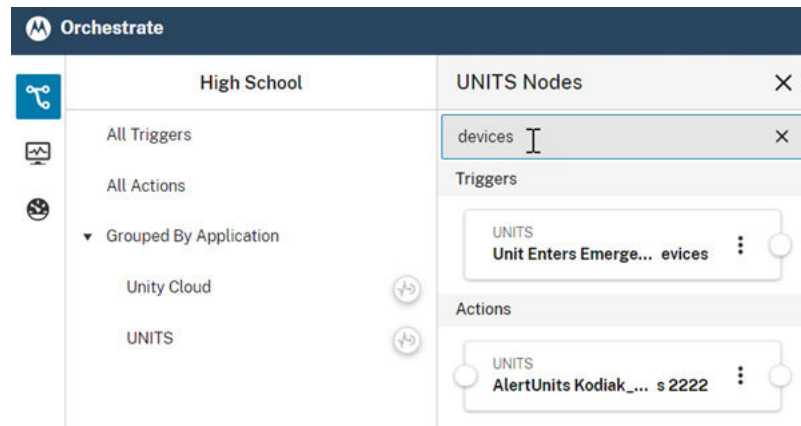 Orchestrate
High School
All Triggers
All Actions
Grouped By Application
Unity Cloud
UNITS
UNITS Nodes
devices
Triggers
UNITS
Unit Enters Emerge... evices
Actions
UNITS
AlertUnits Kodiak_... s 2222